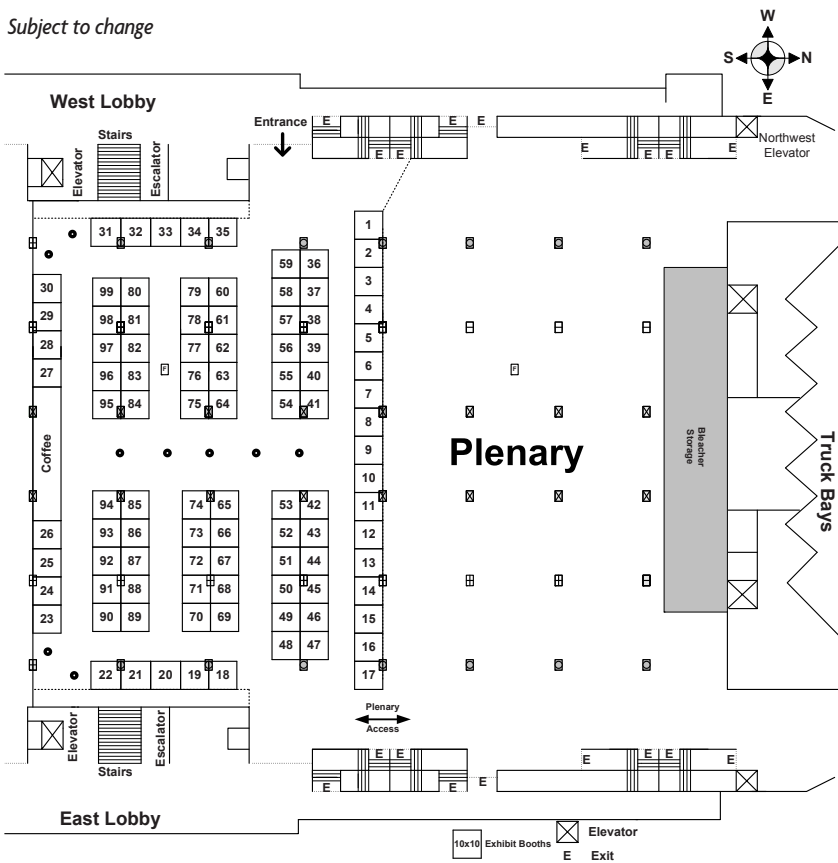 Subject to change
W
S N
E
West Lobby
Stairs
Elevator
Escalator
Entrance
E E E
E E E E E
Northwest
Elevator
31 32 33 34 35
1
2
59 36
3
30 99 80 79 60 58 37
4
29 98 81 78 61 57 38
5
28 97 82 77 62 56 39
6
27 96 83 F 76 63 55 40 F
7
95 84 75 64 54 41
8
Coffee
9
Plenary
Bleacher
Storage
Truck Bays
10
94 85 74 65 53 42 11
26 93 86 73 66 52 43 12
25 92 87 72 67 51 44 13
24 91 88 71 68 50 45 14
23 90 89 70 69 49 46 15
48 47 16
22 21 20 19 18 17
Plenary
Access
Elevator
Escalator
Stairs
E E E E E E
E E E
East Lobby
10x10 Exhibit Booths
Elevator
E Exit